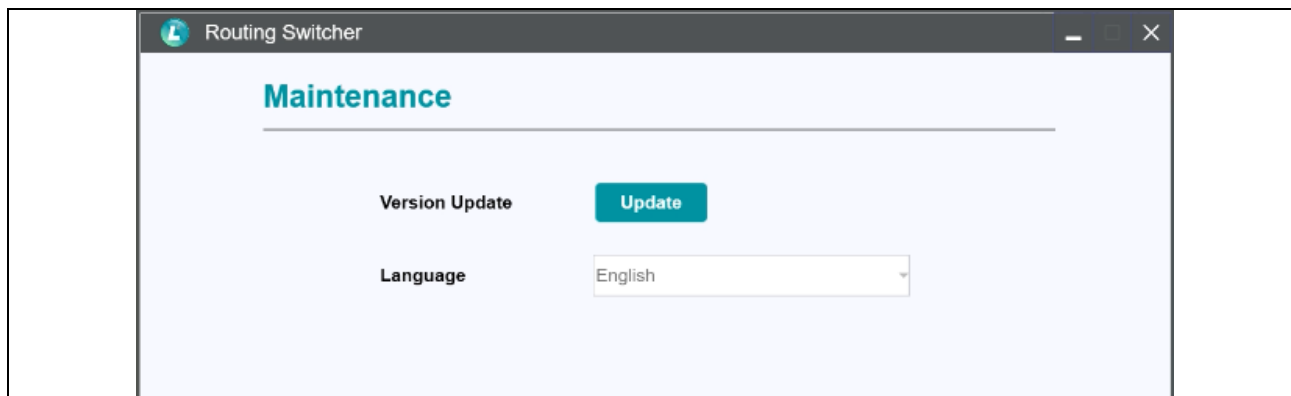 Routing Switcher
Maintenance
Version Update Update
Language English